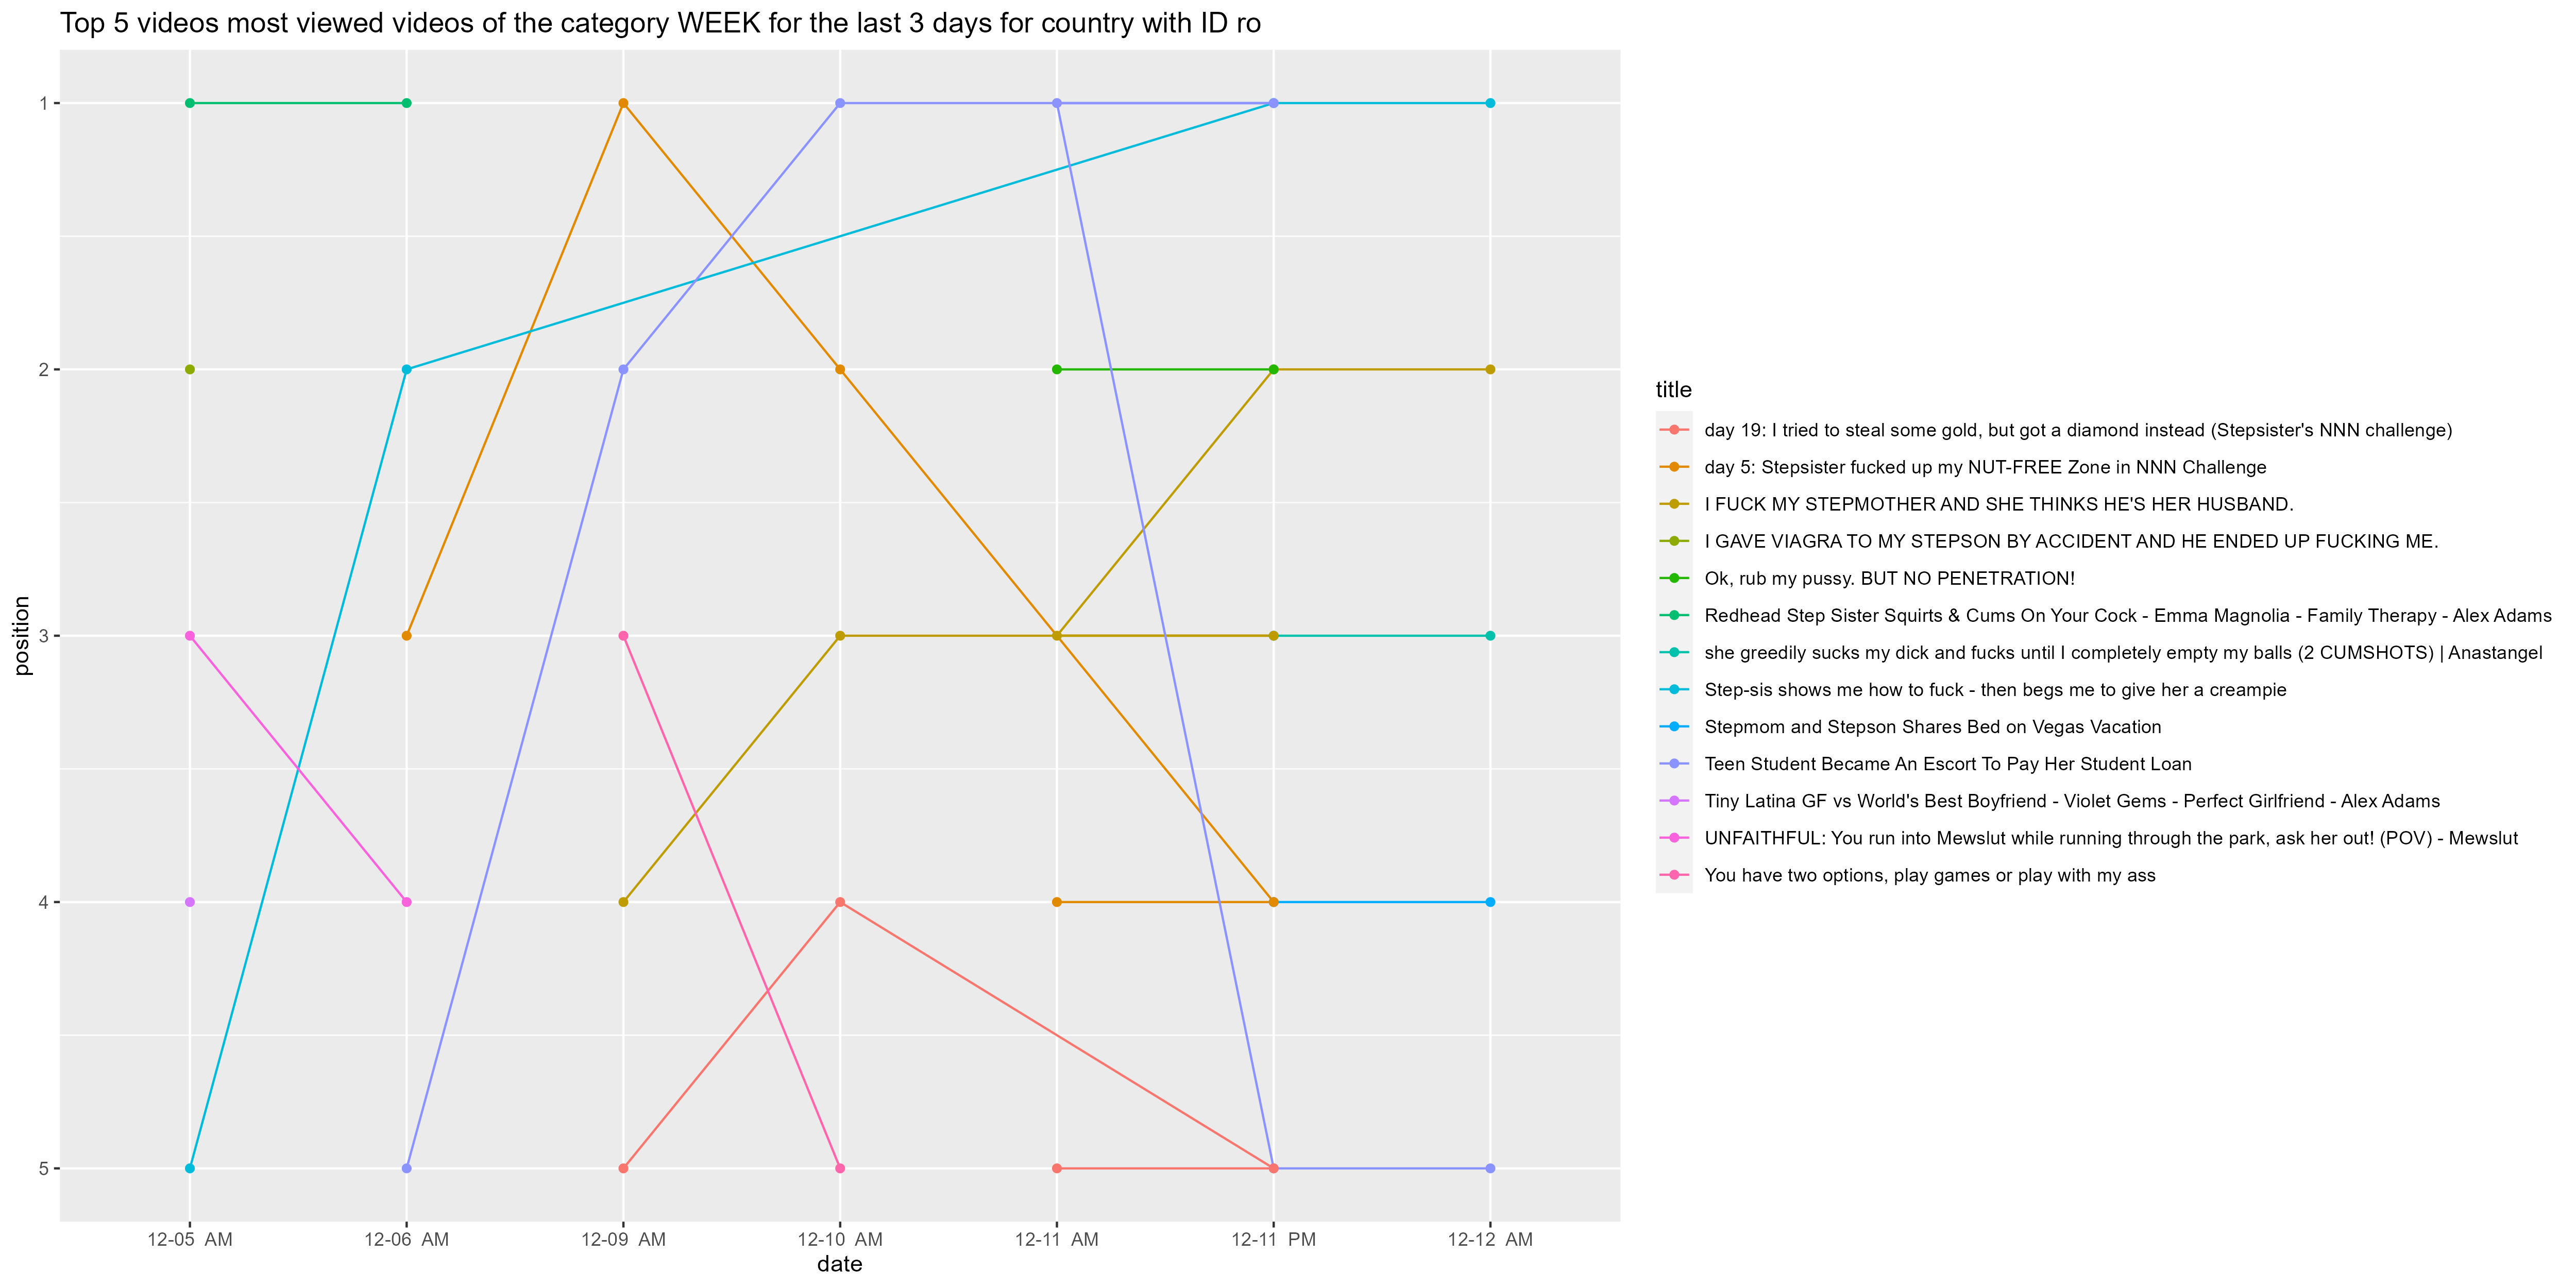 Top 5 videos most viewed videos of the category WEEK for the last 3 days for country with ID ro
position
1
2
3
4
5
12-05 AM
12-06 AM
12-09 AM
12-10 AM
12-11 AM
12-11 PM
12-12 AM
date
title
day 19: I tried to steal some gold, but got a diamond instead (Stepsister's NNN challenge)
day 5: Stepsister fucked up my NUT-FREE Zone in NNN Challenge
I FUCK MY STEPMOTHER AND SHE THINKS HE'S HER HUSBAND.
I GAVE VIAGRA TO MY STEPSON BY ACCIDENT AND HE ENDED UP FUCKING ME.
Ok, rub my pussy. BUT NO PENETRATION!
Redhead Step Sister Squirts & Cums On Your Cock - Emma Magnolia - Family Therapy - Alex Adams
she greedily sucks my dick and fucks until I completely empty my balls (2 CUMSHOTS) | Anastangel
Step-sis shows me how to fuck - then begs me to give her a creampie
Stepmom and Stepson Shares Bed on Vegas Vacation
Teen Student Became An Escort To Pay Her Student Loan
Tiny Latina GF vs World's Best Boyfriend - Violet Gems - Perfect Girlfriend - Alex Adams
UNFAITHFUL: You run into Mewslut while running through the park, ask her out! (POV) - Mewslut
You have two options, play games or play with my ass